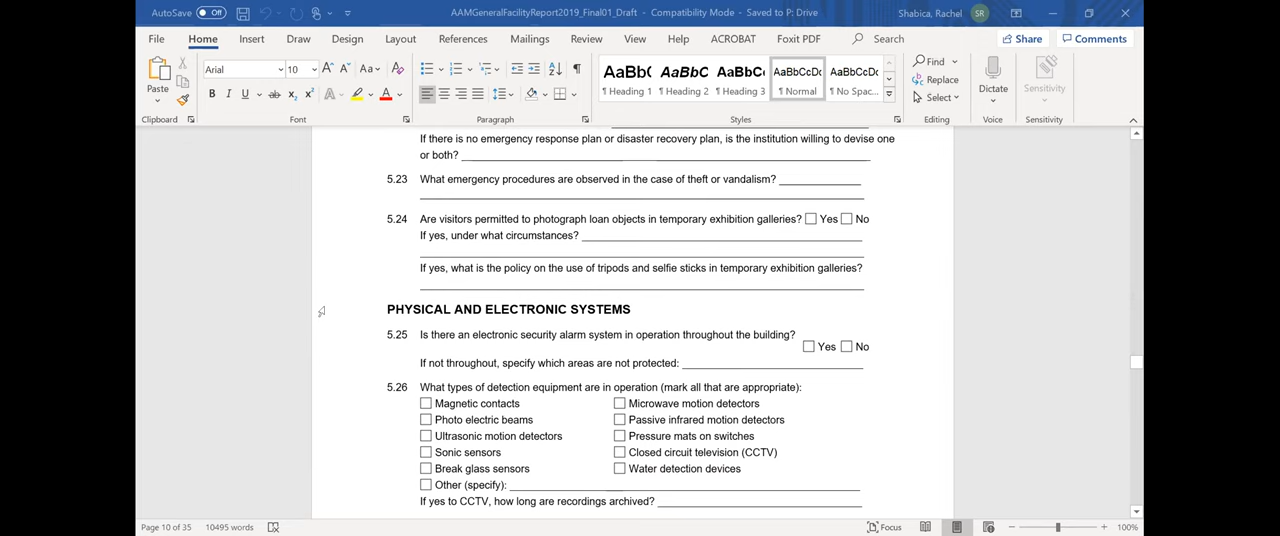 AutoSave Off AAMGeneralFacilityReport2019_Final01_Draft - Compatibility Mode - Saved to P: Drive Shabica, Rachel SR
File Home Insert Draw Design Layout References Mailings Review View Help ACROBAT Foxit PDF Search Share Comments
Paste Arial 10 Aa AaBb( AaBbC AaBbCc AaBbCcDc AaBbCcDc Find Replace Select Dictate Sensitivity
B I U ab x₂ x² A A ¶ Heading 1 ¶ Heading 2 ¶ Heading 3 ¶ Normal ¶ No Spac...
Clipboard Font Paragraph Styles Editing Voice Sensitivity
If there is no emergency response plan or disaster recovery plan, is the institution willing to devise one
or both?
5.23 What emergency procedures are observed in the case of theft or vandalism?
5.24 Are visitors permitted to photograph loan objects in temporary exhibition galleries? Yes No
If yes, under what circumstances?
If yes, what is the policy on the use of tripods and selfie sticks in temporary exhibition galleries?
PHYSICAL AND ELECTRONIC SYSTEMS
5.25 Is there an electronic security alarm system in operation throughout the building?
Yes No
If not throughout, specify which areas are not protected:
5.26 What types of detection equipment are in operation (mark all that are appropriate):
Magnetic contacts Microwave motion detectors
Photo electric beams Passive infrared motion detectors
Ultrasonic motion detectors Pressure mats on switches
Sonic sensors Closed circuit television (CCTV)
Break glass sensors Water detection devices
Other (specify):
If yes to CCTV, how long are recordings archived?
Page 10 of 35 10495 words Focus 100%